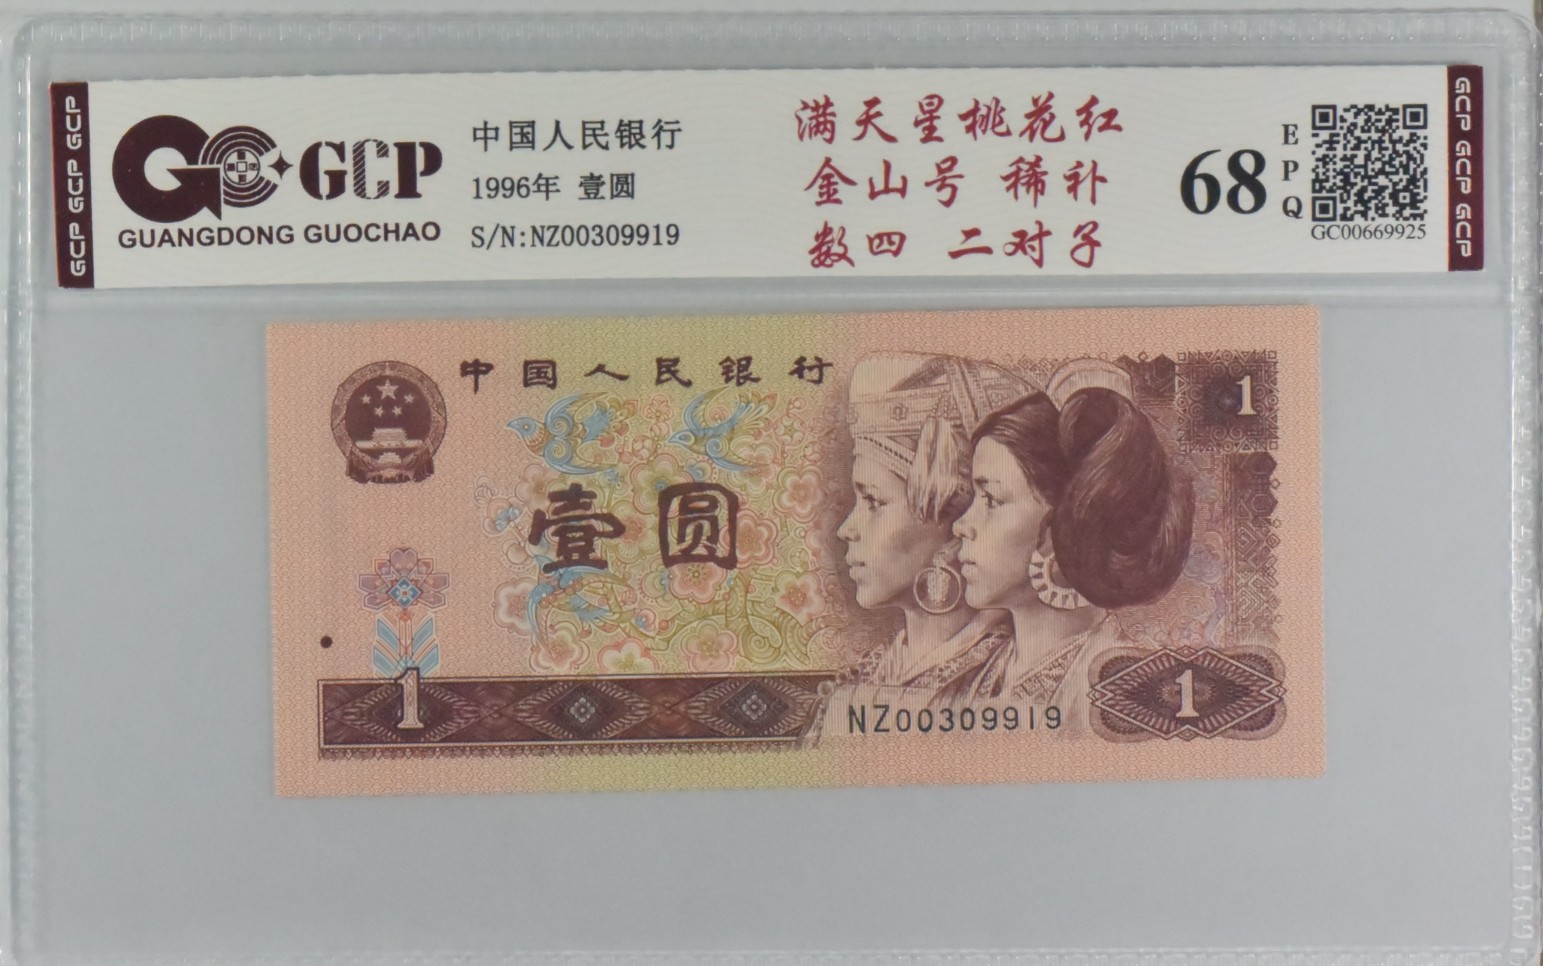 GCP GCP GCP
GCP
GUANGDONG GUOCHAO
中国人民银行
1996年 壹圆
S/N:NZ00309919
满天星桃花红
金山号 稀补
数四 二对子
68
E
P
Q
GC00669925
GCP GCP GCP
中国人民银行
1
壹圆
1
NZ00309919
1